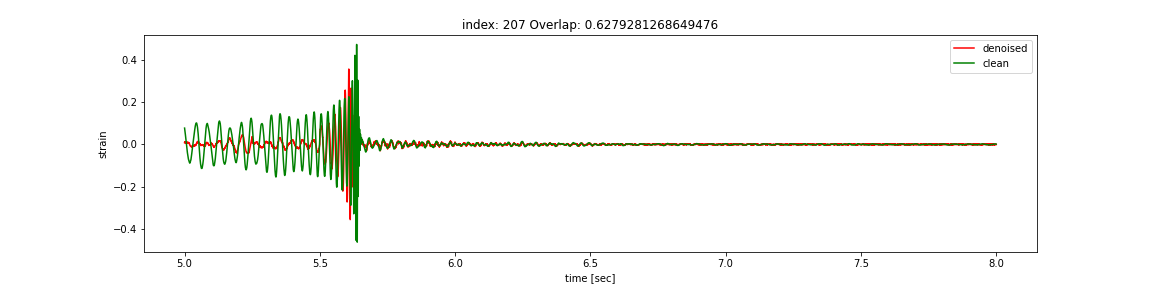 index: 207 Overlap: 0.6279281268649476
denoised
clean
strain
0.4
0.2
0.0
−0.2
−0.4
5.0 5.5 6.0 6.5 7.0 7.5 8.0
time [sec]